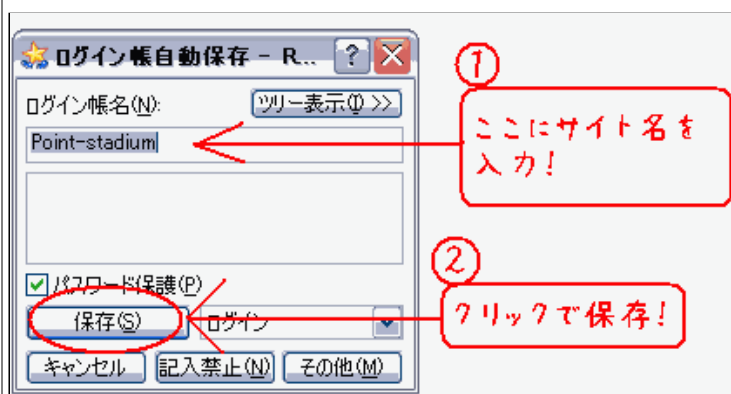 ログイン帳自動保存 - R...
①
ログイン帳名(N):
ツリー表示(I) >>
ここにサイト名を
入力!
Point-stadium
②
パスワード保護(P)
クリックで保存!
保存(S)
ログイン
キャンセル
記入禁止(N)
その他(M)